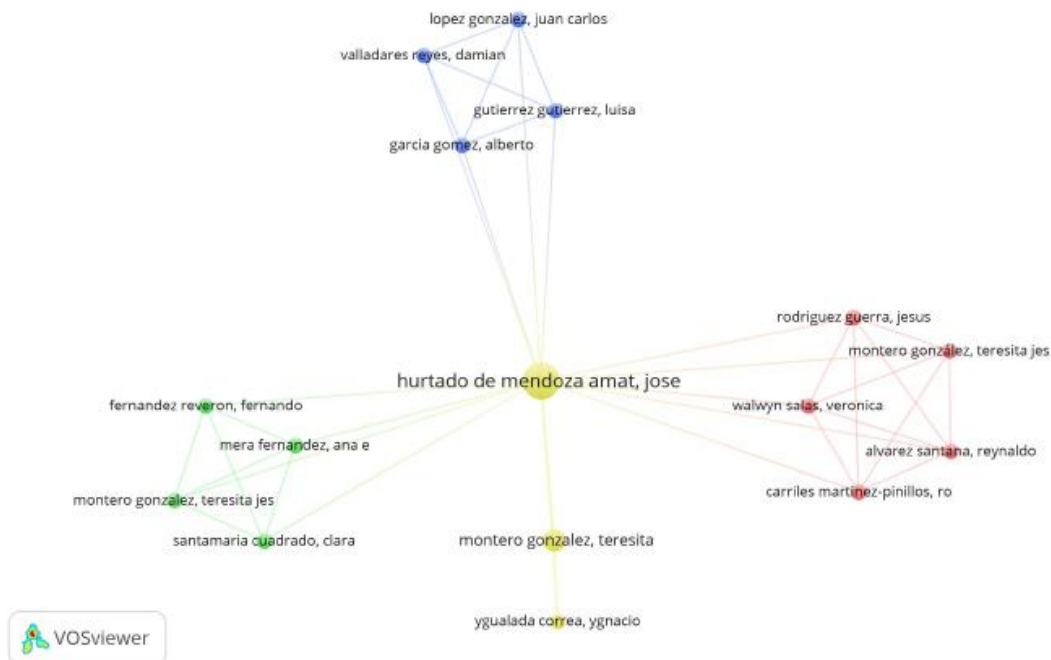 lopez gonzalez, juan carlos
valladares reyes, damian
gutierrez gutierrez, luisa
garcia gomez, alberto
rodriguez guerra, jesus
montero gonzález, teresita jes
hurtado de mendoza amat, jose
walwyn salas, veronica
fernandez reveron, fernando
mera fernandez, ana e
alvarez santana, reynaldo
carriles martinez-pinillos, ro
montero gonzalez, teresita jes
santamaria cuadrado, clara
montero gonzalez, teresita
ygualada correa, ygnacio
VOSviewer